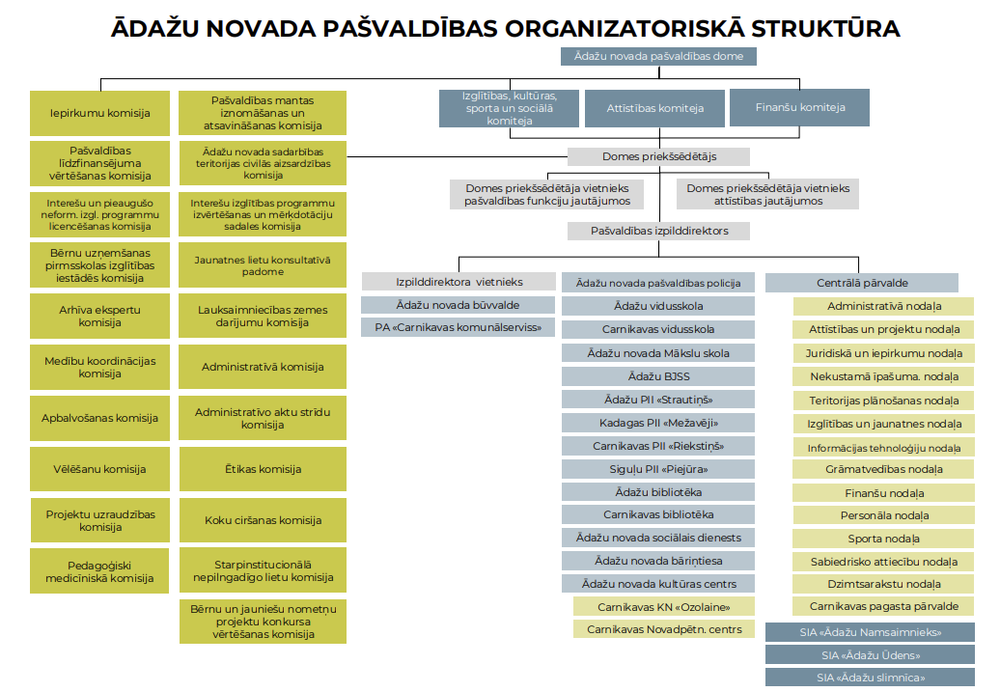 ĀDAŽU NOVADA PAŠVALDĪBAS ORGANIZATORISKĀ STRUKTŪRA
Ādažu novada pašvaldības dome
Iepirkumu komisija
Pašvaldības
līdzfinansējuma
vērtēšanas komisija
Interešu un pieaugušo
neform. izgl. programmu
licencēšanas komisija
Bērnu uzņemšanas
pirmsskolas izglītības
iestādēs komisija
Arhīva ekspertu
komisija
Medību koordinācijas
komisija
Apbalvošanas komisija
Vēlēšanu komisija
Projektu uzraudzības
komisija
Pedagoģiski
medicīniskā komisija
Pašvaldības mantas
iznomāšanas un
atsavināšanas komisija
Ādažu novada sadarbības
teritorijas civilās aizsardzības
komisija
Interešu izglītības programmu
izvērtēšanas un mērķdotāciju
sadales komisija
Jaunatnes lietu konsultatīvā
padome
Lauksaimniecības zemes
darījumu komisija
Administratīvā komisija
Administratīvo aktu strīdu
komisija
Ētikas komisija
Koku ciršanas komisija
Starpinstitucionālā
nepilngadīgo lietu komisija
Bērnu un jauniešu nometņu
projektu konkursa
vērtēšanas komisija
Izglītības, kultūras,
sporta un sociālā
komiteja
Attīstības komiteja
Finanšu komiteja
Domes priekšsēdētājs
Domes priekšsēdētāja vietnieks
pašvaldības funkciju jautājumos
Domes priekšsēdētāja vietnieks
attīstības jautājumos
Pašvaldības izpilddirektors
Izpilddirektora vietnieks
Ādažu novada būvvalde
PA «Carnikavas komunālserviss»
Ādažu novada pašvaldības policija
Ādažu vidusskola
Carnikavas vidusskola
Ādažu novada Mākslu skola
Ādažu BJSS
Ādažu PII «Strautiņš»
Kadagas PII «Mežavēji»
Carnikavas PII «Riekstiņš»
Siguļu PII «Piejūra»
Ādažu bibliotēka
Carnikavas bibliotēka
Ādažu novada sociālais dienests
Ādažu novada bāriņtiesa
Ādažu novada kultūras centrs
Carnikavas KN «Ozolaine»
Carnikavas Novadpētn. centrs
Centrālā pārvalde
Administratīvā nodaļa
Attīstības un projektu nodaļa
Juridiskā un iepirkumu nodaļa
Nekustamā īpašuma. nodaļa
Teritorijas plānošanas nodaļa
Izglītības un jaunatnes nodaļa
Informācijas tehnoloģiju nodaļa
Grāmatvedības nodaļa
Finanšu nodaļa
Personāla nodaļa
Sporta nodaļa
Sabiedrisko attiecību nodaļa
Dzimtsarakstu nodaļa
Carnikavas pagasta pārvalde
SIA «Ādažu Namsaimnieks»
SIA «Ādažu Ūdens»
SIA «Ādažu slimnīca»